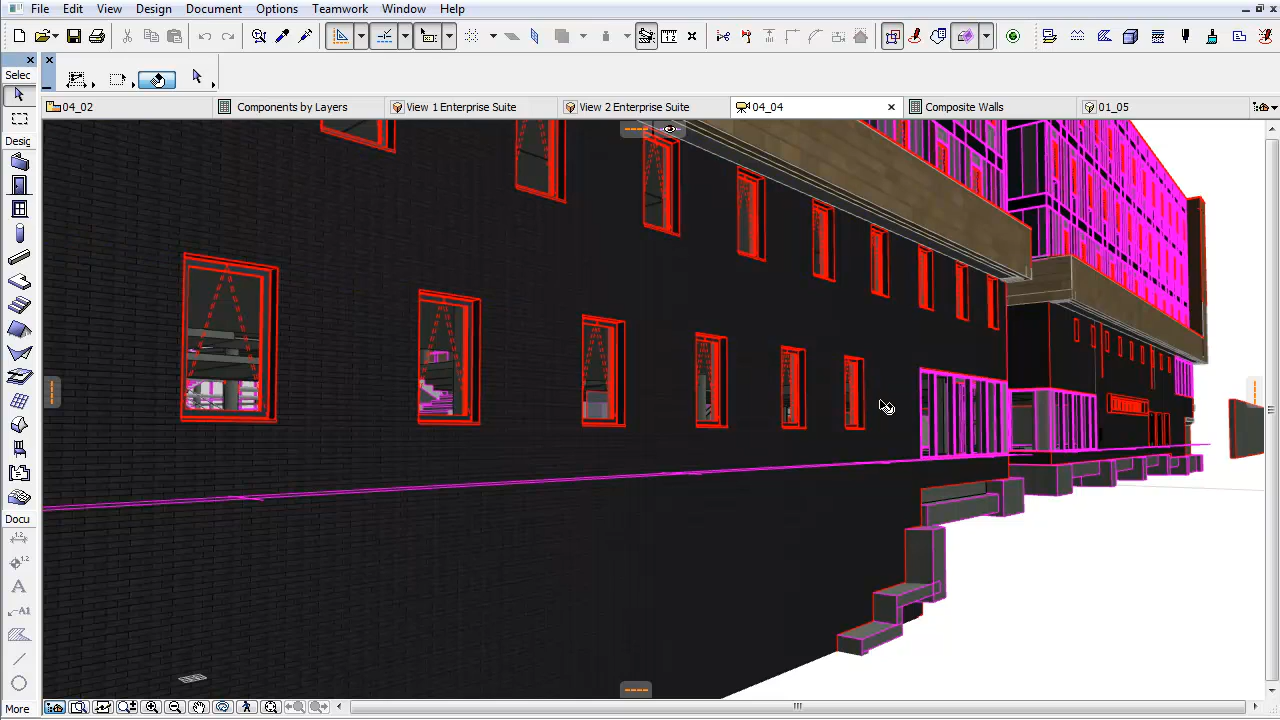 File Edit View Design Document Options Teamwork Window Help
Selec
04_02 Components by Layers View 1 Enterprise Suite View 2 Enterprise Suite 04_04 Composite Walls 01_05
Desig
Docu
A
A1
More